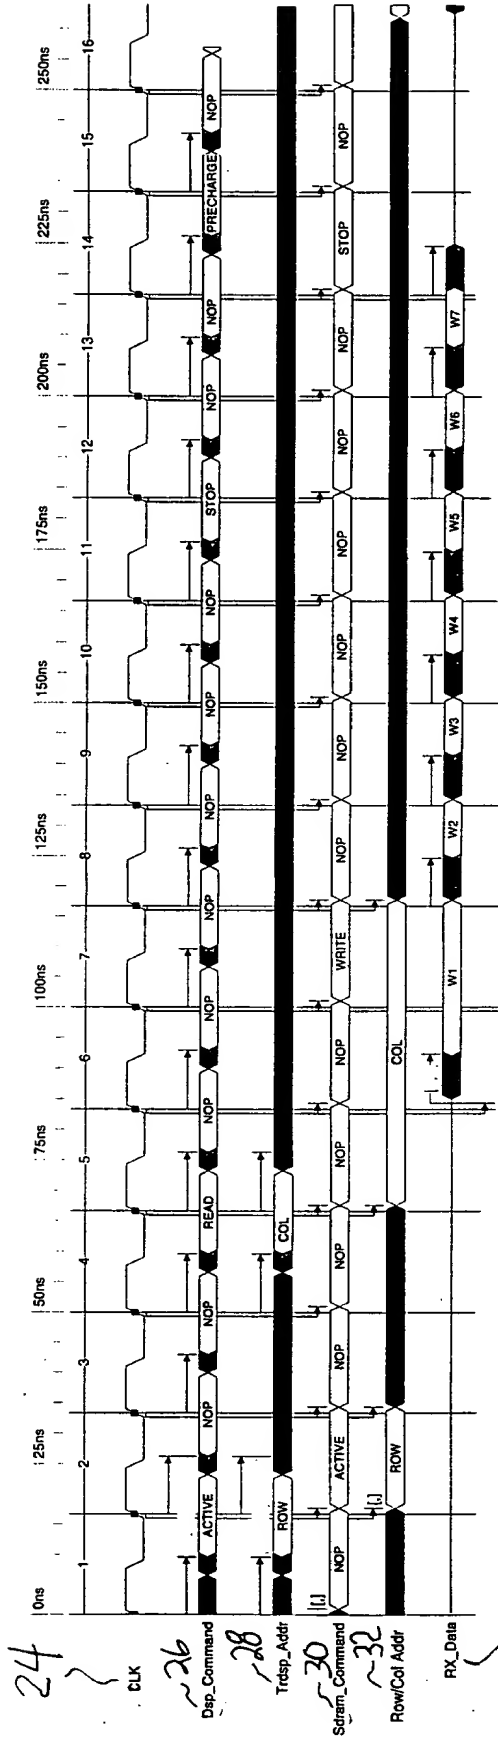 24
0ns 25ns 50ns 75ns 100ns 125ns 150ns 175ns 200ns 225ns 250ns
1 2 3 4 5 6 7 8 9 10 11 12 13 14 15 16
CLK
~26
Dsp_Command ACTIVE NOP NOP READ NOP NOP NOP NOP NOP NOP STOP NOP NOP PRECHARGE NOP
~28
Trdsp_Addr ROW COL
~30
Sdram_Command NOP ACTIVE NOP NOP NOP NOP WRITE NOP NOP NOP NOP NOP NOP STOP NOP
~32
Row/Col Addr ROW COL
RX_Data W1 W2 W3 W4 W5 W6 W7